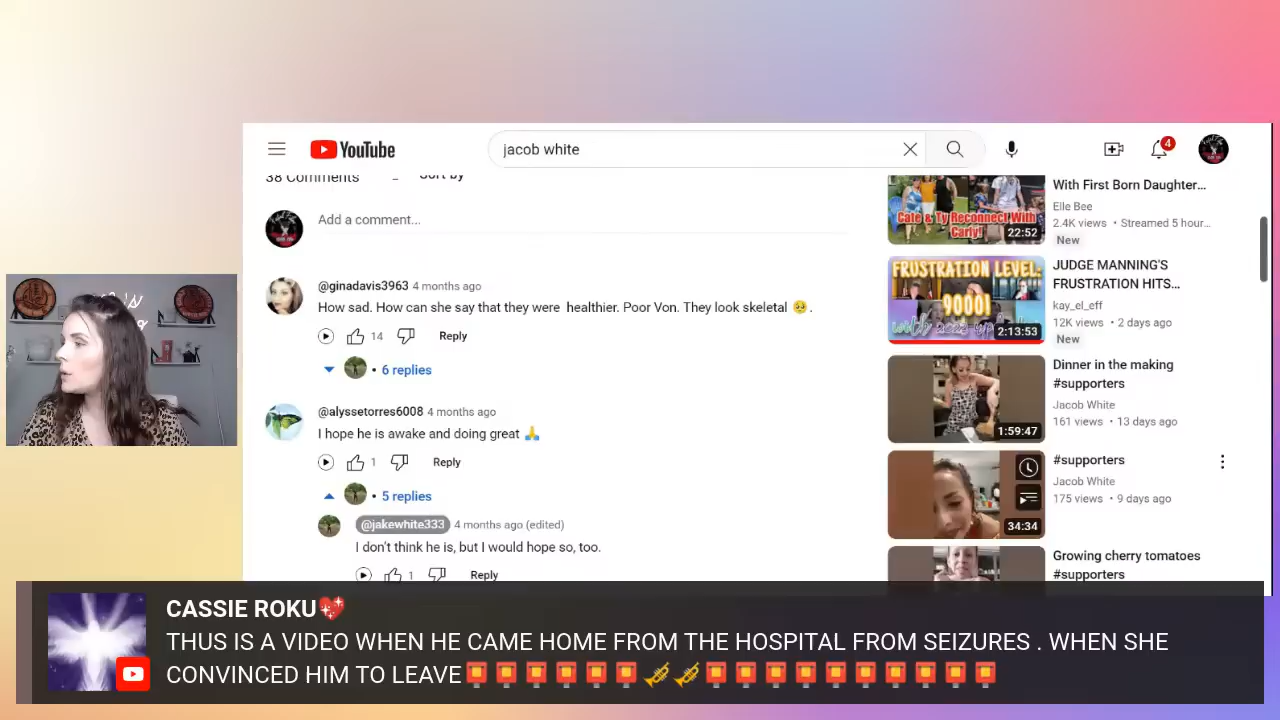 YouTube
jacob white
4
38 Comments
Sort by
Add a comment...
@ginadavis3963 4 months ago
How sad. How can she say that they were healthier. Poor Von. They look skeletal 🥺.
14
Reply
6 replies
@alyssetorres6008 4 months ago
I hope he is awake and doing great 🙏
1
Reply
5 replies
@jakewhite333 4 months ago (edited)
I don't think he is, but I would hope so, too.
1
Reply
Cate & Ty Reconnect With
Carly!
22:52
With First Born Daughter...
Elle Bee
2.4K views • Streamed 5 hour...
New
FRUSTRATION LEVEL:
9000!
2:13:53
JUDGE MANNING'S
FRUSTRATION HITS...
kay_el_eff
12K views • 2 days ago
New
1:59:47
Dinner in the making
#supporters
Jacob White
161 views • 13 days ago
34:34
#supporters
Jacob White
175 views • 9 days ago
Growing cherry tomatoes
#supporters
CASSIE ROKU💖
THUS IS A VIDEO WHEN HE CAME HOME FROM THE HOSPITAL FROM SEIZURES . WHEN SHE
CONVINCED HIM TO LEAVE